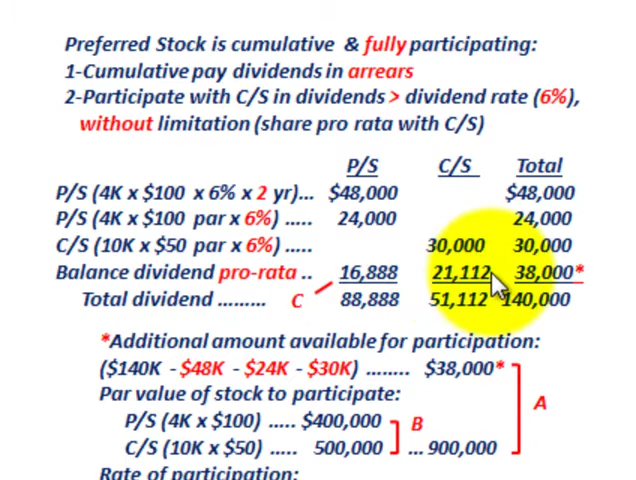 Preferred Stock is cumulative & fully participating:
1-Cumulative pay dividends in arrears
2-Participate with C/S in dividends > dividend rate (6%),
without limitation (share pro rata with C/S)
P/S C/S Total
P/S (4K x $100 x 6% x 2 yr)... $48,000 $48,000
P/S (4K x $100 par x 6%) ..... 24,000 24,000
C/S (10K x $50 par x 6%)..... 30,000 30,000
Balance dividend pro-rata .. 16,888 21,112 38,000*
Total dividend ......... C 88,888 51,112 140,000
*Additional amount available for participation:
($140K - $48K - $24K - $30K) ........ $38,000*
Par value of stock to participate: A
P/S (4K x $100) ..... $400,000 B
C/S (10K x $50) ..... 500,000 ... 900,000
Rate of participation: